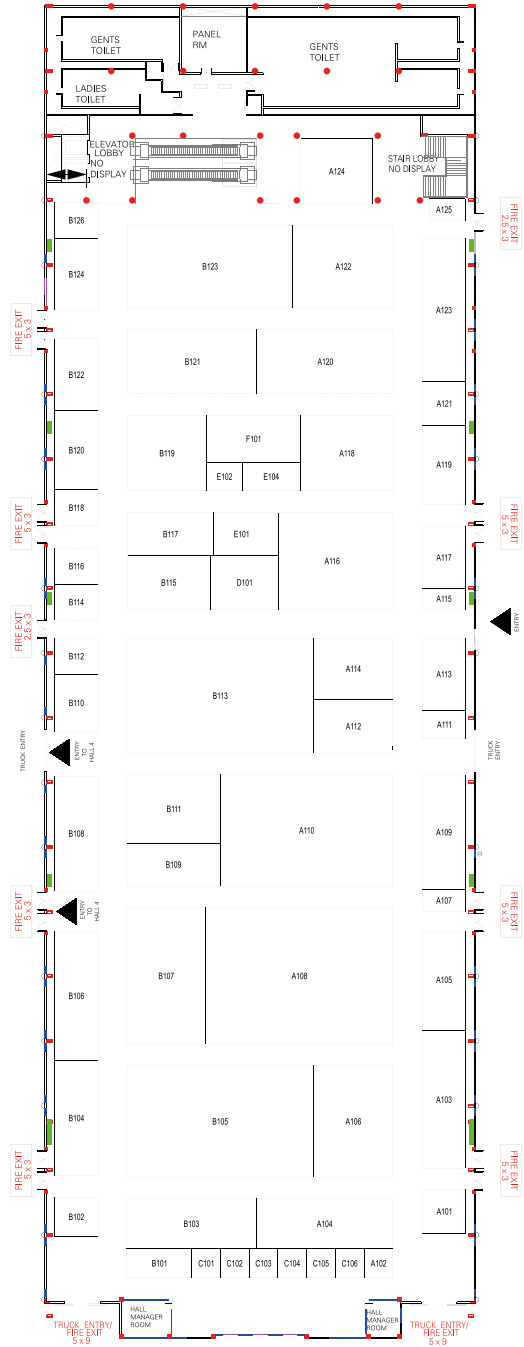 GENTS
TOILET
PANEL
RM
GENTS
TOILET
LADIES
TOILET
ELEVATOR
LOBBY
NO
DISPLAY
A124
STAIR LOBBY
NO DISPLAY
B126
A125
FIRE EXIT
2.5 x 3
B124
B123
A122
A123
FIRE EXIT
5 x 3
B122
B121
A120
A121
B120
B119
F101
A118
A119
E102
E104
B118
FIRE EXIT
5 x 3
FIRE EXIT
5 x 3
B117
E101
A116
A117
B116
B115
D101
B114
A115
FIRE EXIT
2.5 x 3
ENTRY
B112
B113
A114
A113
B110
A112
A111
TRUCK ENTRY
ENTRY
TO
HALL 4
TRUCK
ENTRY
B108
B111
A110
A109
B109
A107
FIRE EXIT
5 x 3
ENTRY
TO
HALL 4
FIRE EXIT
5 x 3
B106
B107
A108
A105
B104
B105
A106
A103
FIRE EXIT
5 x 3
FIRE EXIT
5 x 3
B102
B103
A104
A101
B101
C101
C102
C103
C104
C105
C106
A102
HALL
MANAGER
ROOM
HALL
MANAGER
ROOM
TRUCK ENTRY/
FIRE EXIT
5 x 9
TRUCK ENTRY/
FIRE EXIT
5 x 9